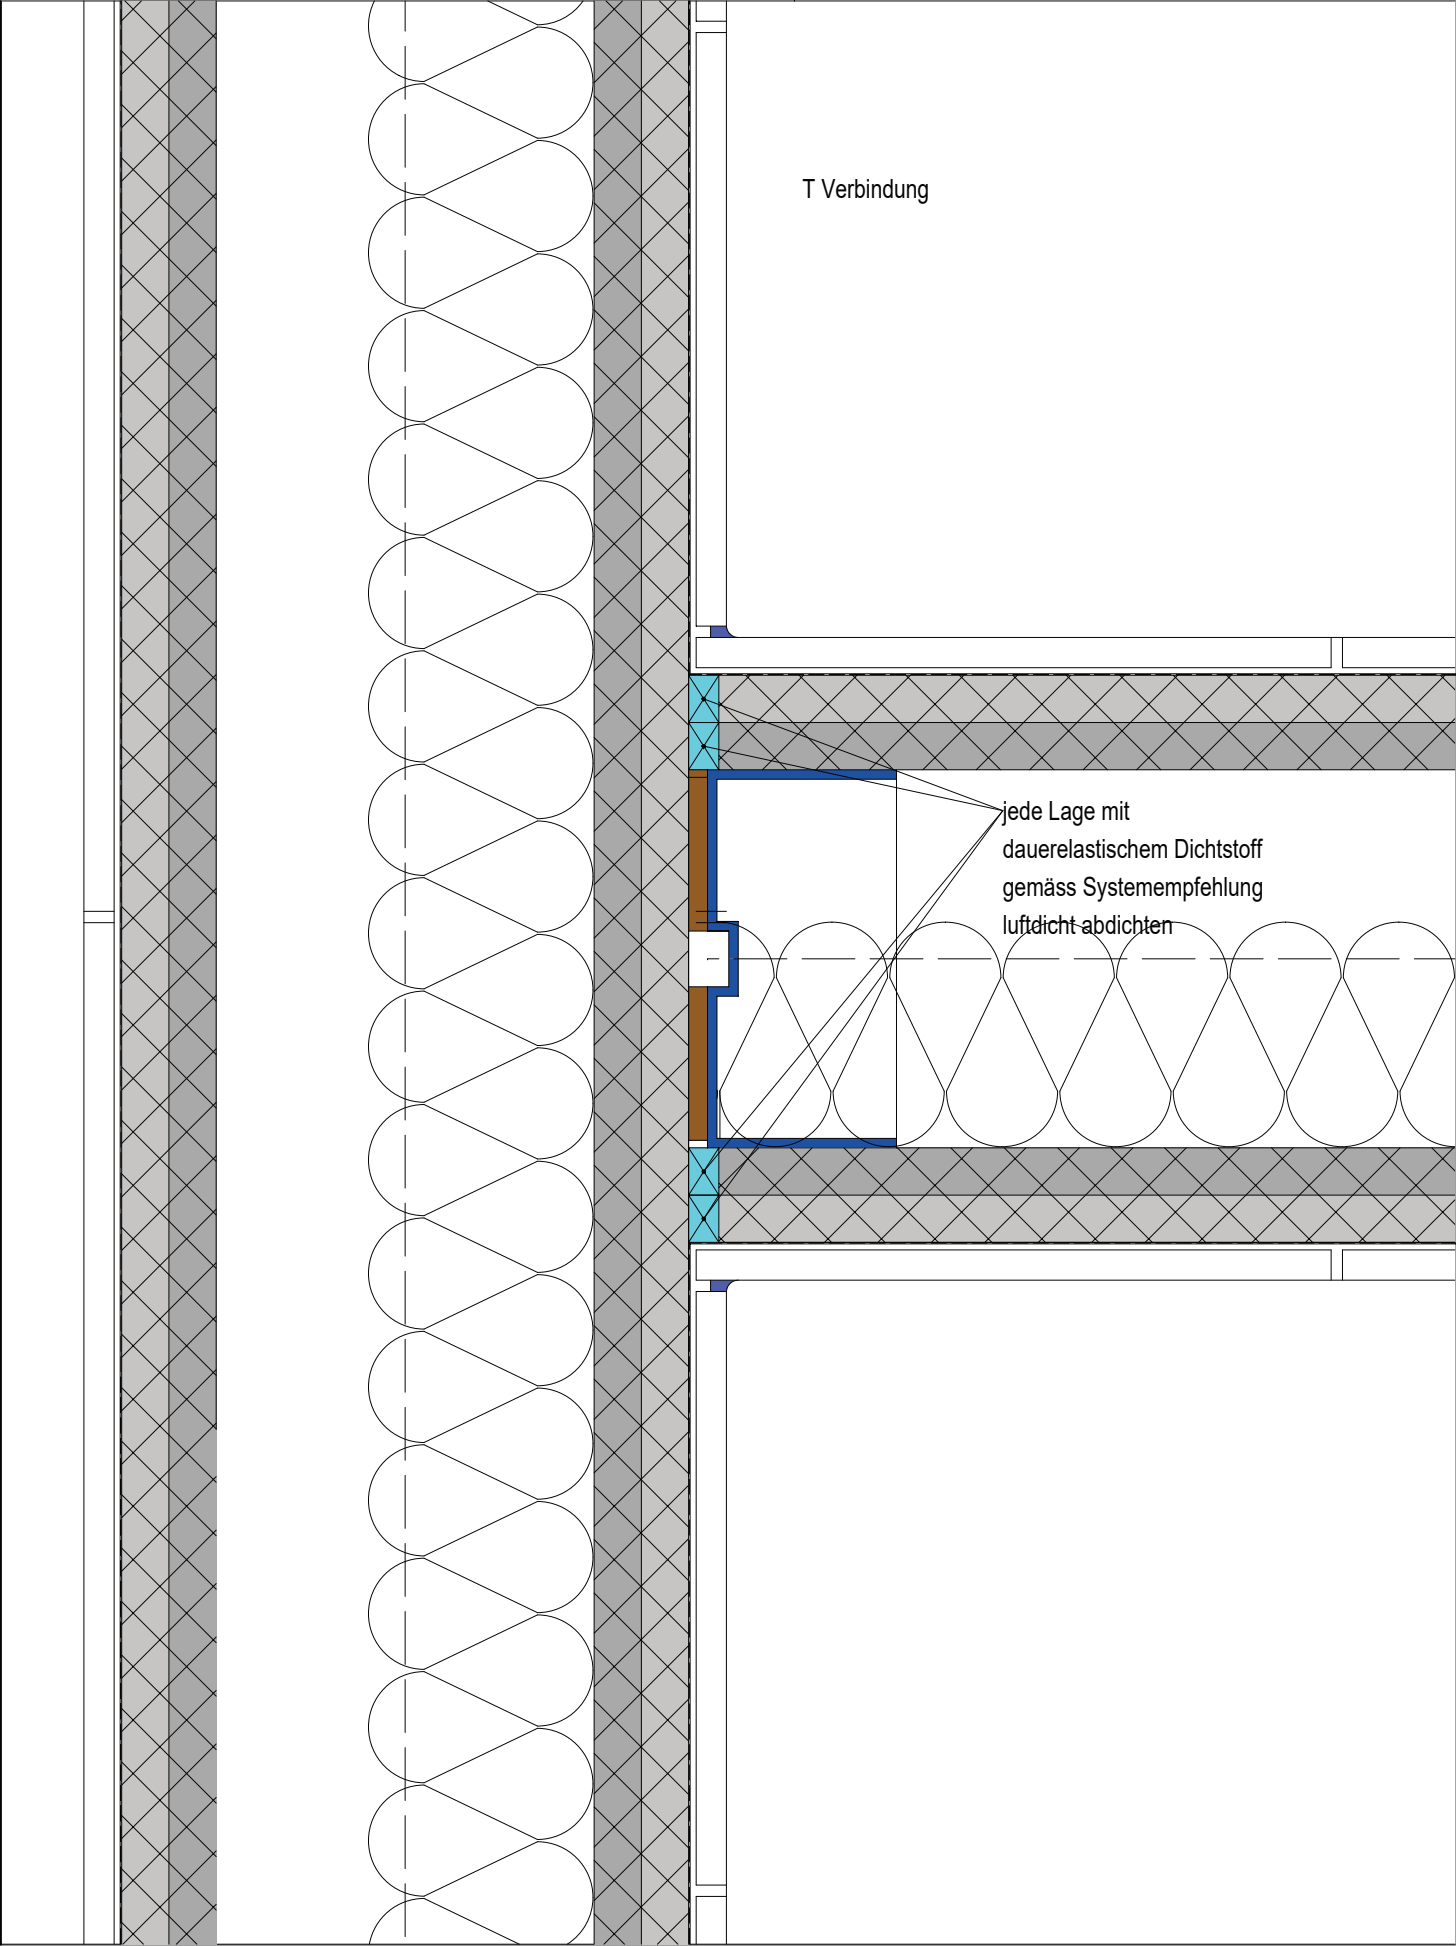 T Verbindung
jede Lage mit
dauerelastischem Dichtstoff
gemäss Systemempfehlung
luftdicht abdichten